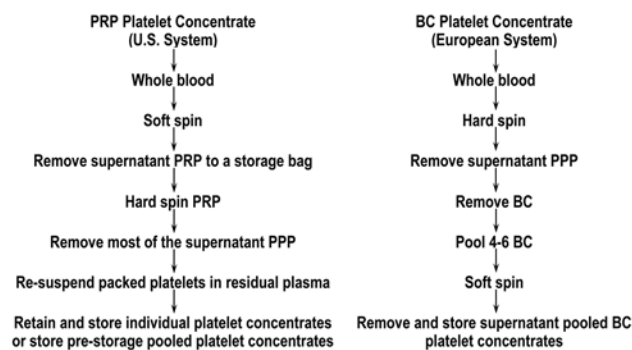 PRP Platelet Concentrate
(U.S. System)
Whole blood
Soft spin
Remove supernatant PRP to a storage bag
Hard spin PRP
Remove most of the supernatant PPP
Re-suspend packed platelets in residual plasma
Retain and store individual platelet concentrates
or store pre-storage pooled platelet concentrates
BC Platelet Concentrate
(European System)
Whole blood
Hard spin
Remove supernatant PPP
Remove BC
Pool 4-6 BC
Soft spin
Remove and store supernatant pooled BC
platelet concentrates